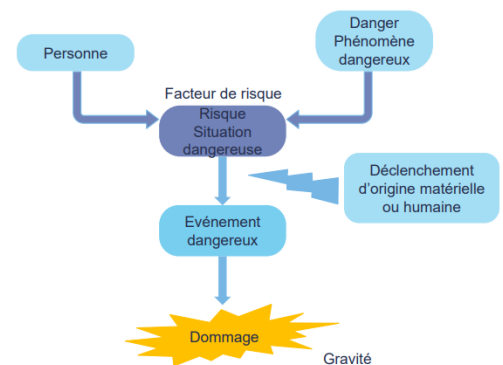 Personne
Danger
Phénomène
dangereux
Facteur de risque
Risque
Situation
dangereuse
Déclenchement
d'origine matérielle
ou humaine
Evénement
dangereux
Dommage
Gravité